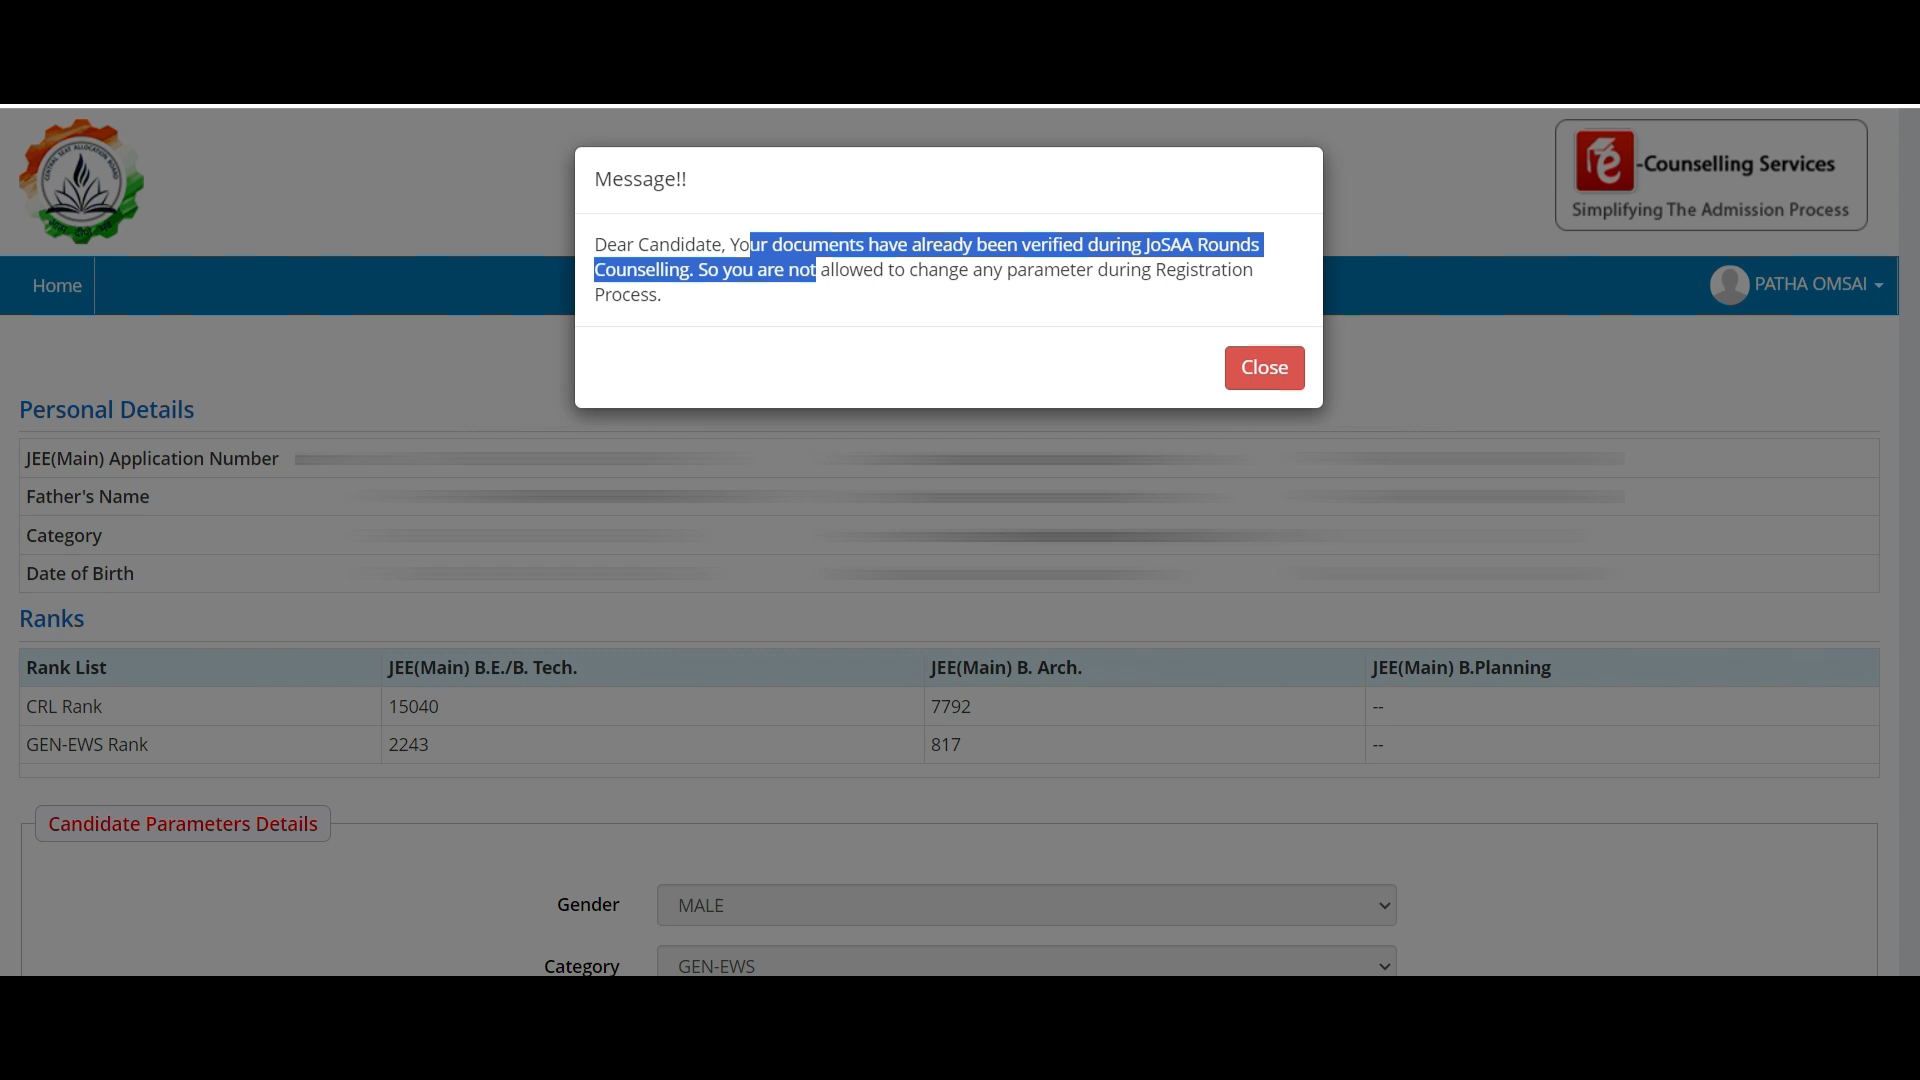 CENTRAL SEAT ALLOCATION BOARD
-Counselling Services
Simplifying The Admission Process
Message!!
Dear Candidate, Your documents have already been verified during JoSAA Rounds
Counselling. So you are not allowed to change any parameter during Registration
Process.
Close
Home
PATHA OMSAI
Personal Details
JEE(Main) Application Number
Father's Name
Category
Date of Birth
Ranks
Rank List JEE(Main) B.E./B. Tech. JEE(Main) B. Arch. JEE(Main) B.Planning
CRL Rank 15040 7792 --
GEN-EWS Rank 2243 817 --
Candidate Parameters Details
Gender MALE
Category GEN-EWS